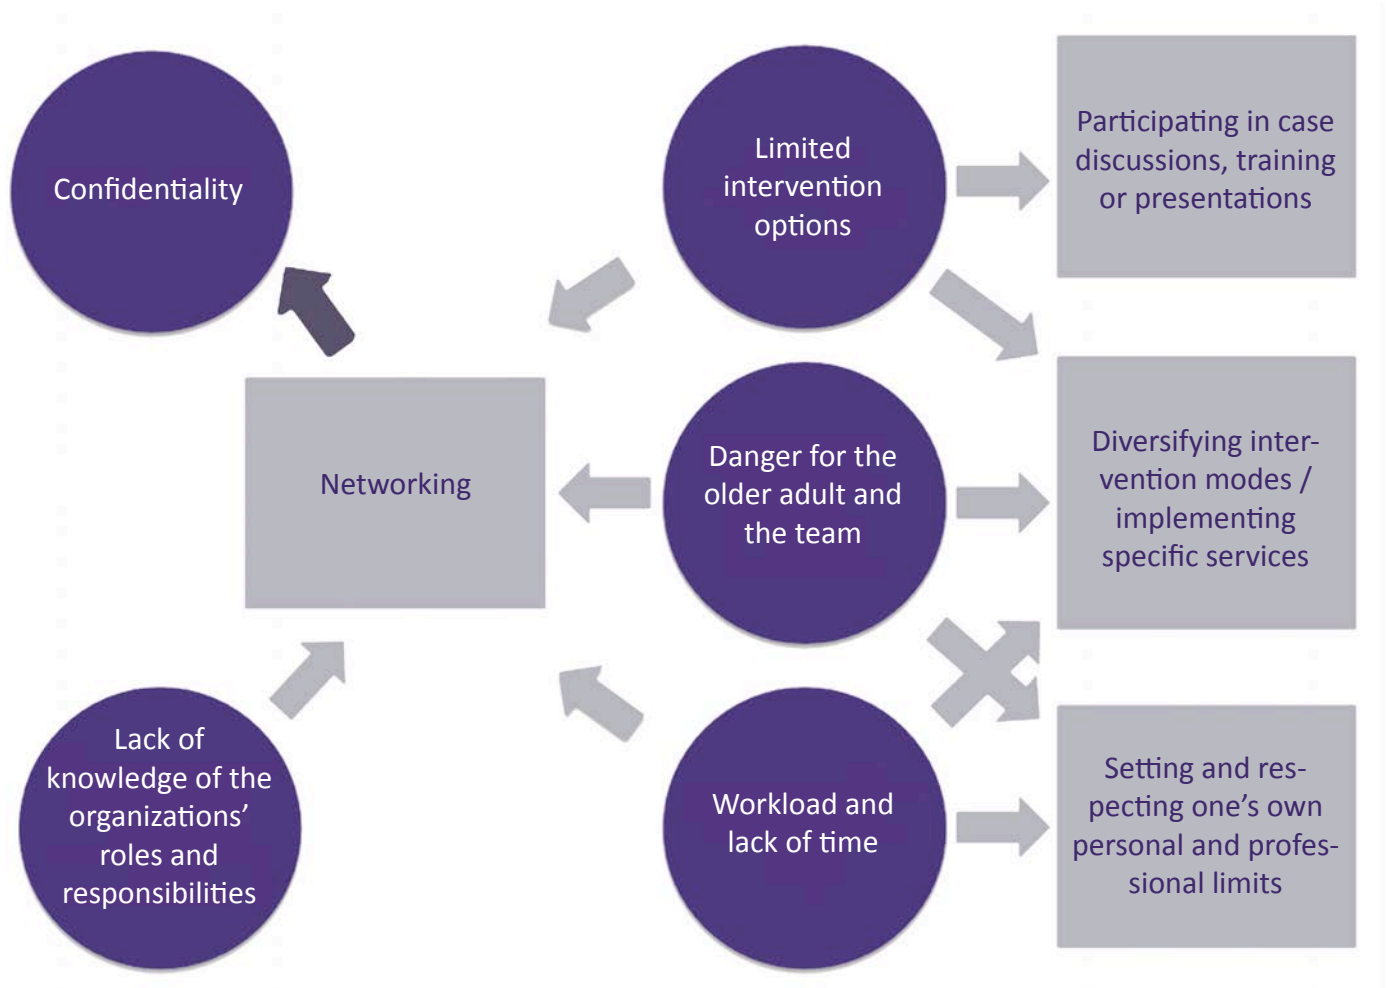 Confidentiality
Limited
intervention
options
Participating in case
discussions, training
or presentations
Networking
Danger for the
older adult and
the team
Diversifying inter-
vention modes /
implementing
specific services
Lack of
knowledge of the
organizations’
roles and
responsibilities
Workload and
lack of time
Setting and res-
pecting one’s own
personal and profes-
sional limits